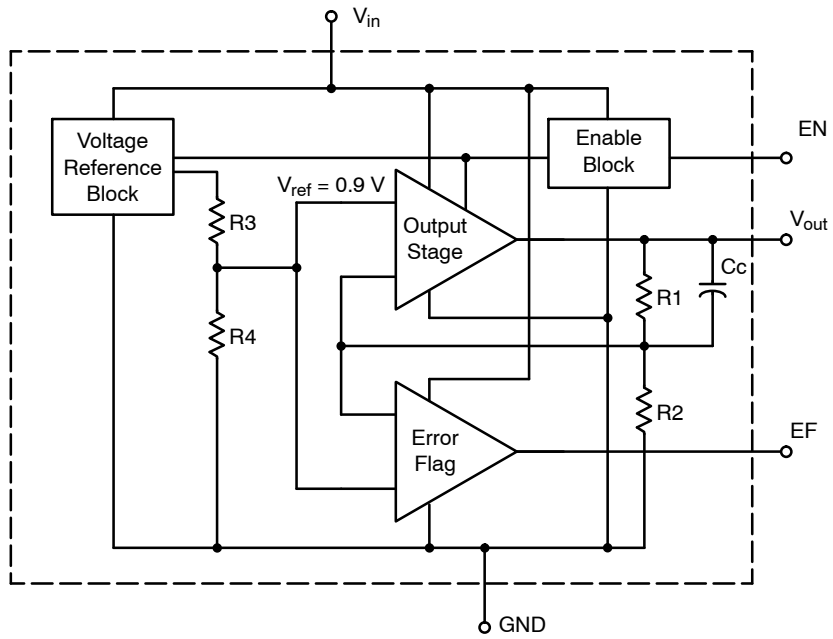 Vin
Voltage
Reference
Block
Enable
Block
EN
Vref = 0.9 V
R3
Output
Stage
Vout
Cc
R1
R4
R2
Error
Flag
EF
GND